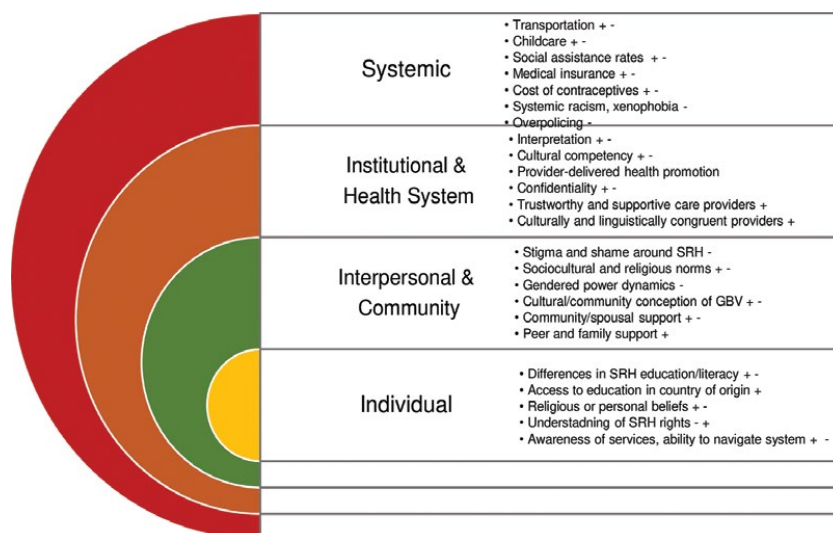 Systemic
• Transportation + -
• Childcare + -
• Social assistance rates + -
• Medical insurance + -
• Cost of contraceptives + -
• Systemic racism, xenophobia -
• Overpolicing -
Institutional &
Health System
• Interpretation + -
• Cultural competency + -
• Provider-delivered health promotion
• Confidentiality + -
• Trustworthy and supportive care providers +
• Culturally and linguistically congruent providers +
Interpersonal &
Community
• Stigma and shame around SRH -
• Sociocultural and religious norms + -
• Gendered power dynamics -
• Cultural/community conception of GBV + -
• Community/spousal support + -
• Peer and family support +
Individual
• Differences in SRH education/literacy + -
• Access to education in country of origin +
• Religious or personal beliefs + -
• Understadning of SRH rights - +
• Awareness of services, ability to navigate system + -